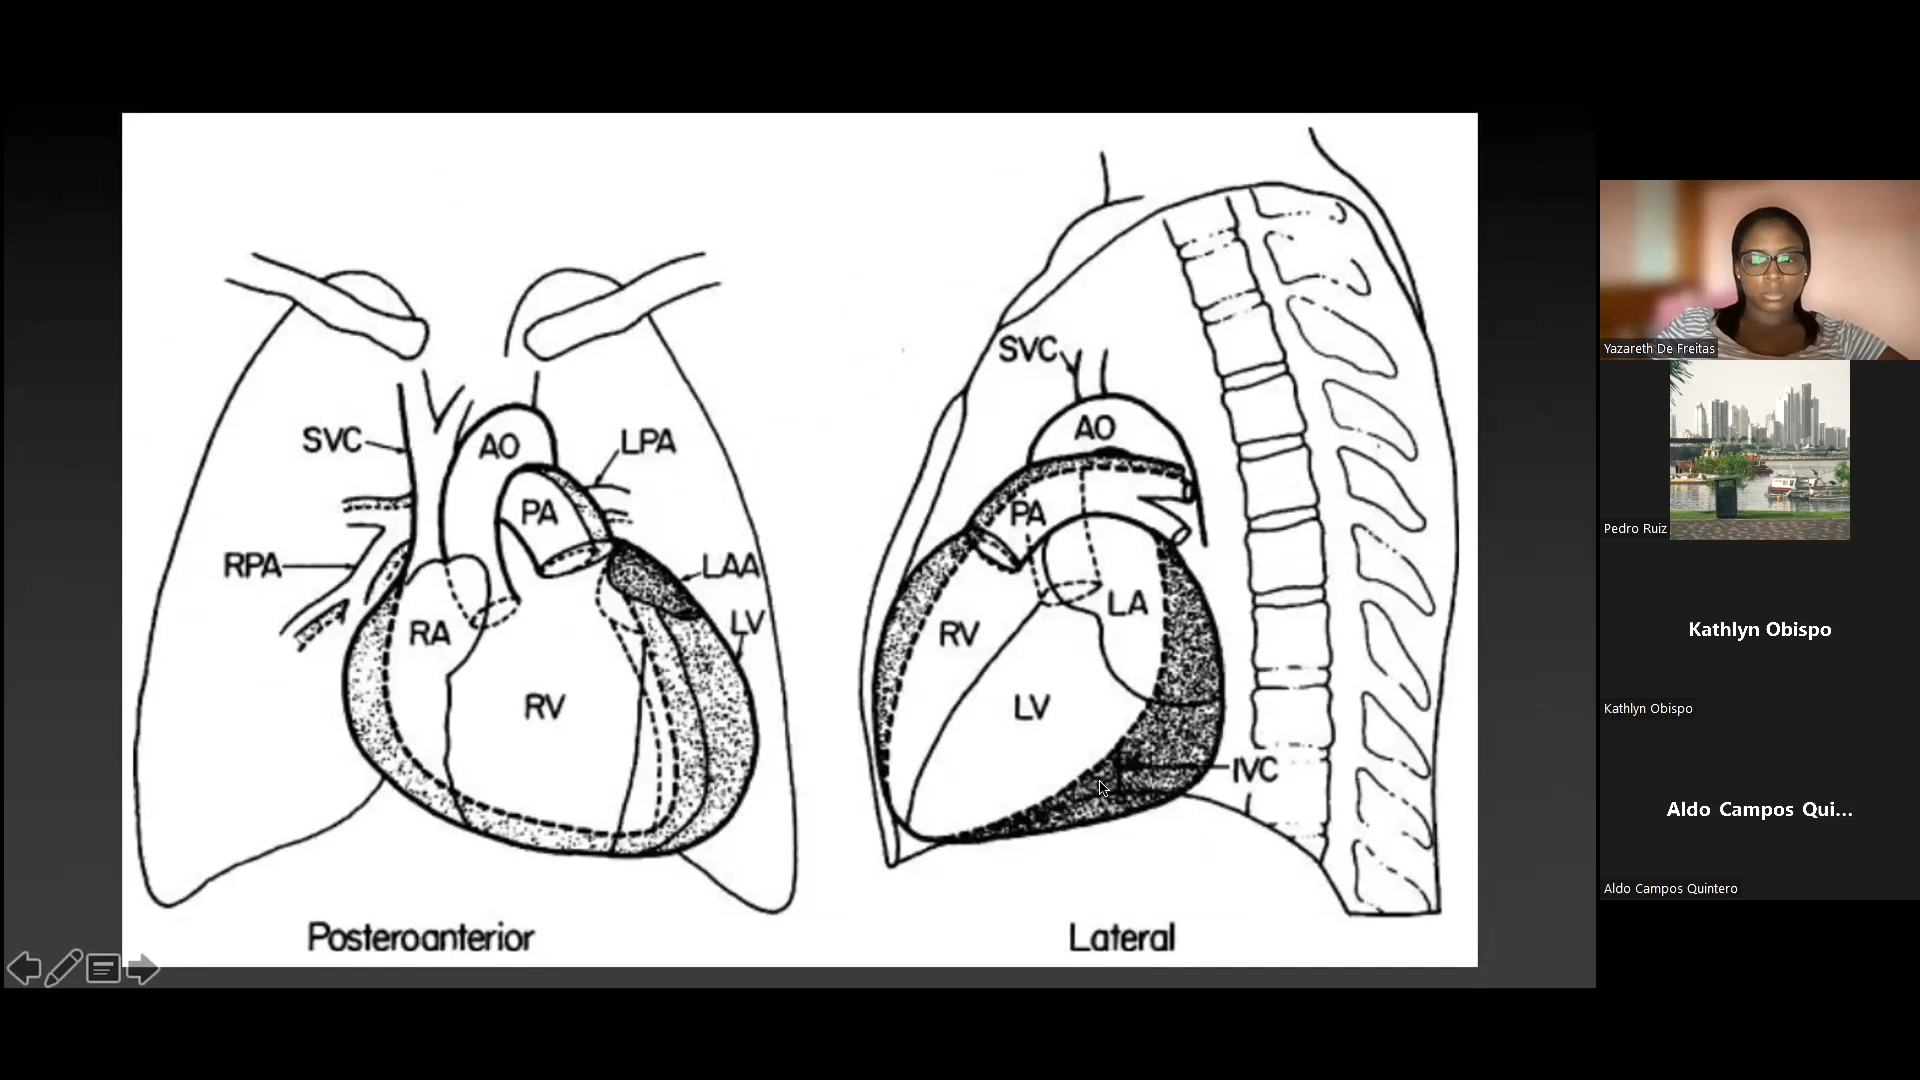 SVC
AO
LPA
PA
RPA
LAA
RA
LV
RV
Posteroanterior
SVC
AO
PA
RV
LA
LV
IVC
Lateral
Yazareth De Freitas
Pedro Ruiz
Kathlyn Obispo
Kathlyn Obispo
Aldo Campos Qui...
Aldo Campos Quintero